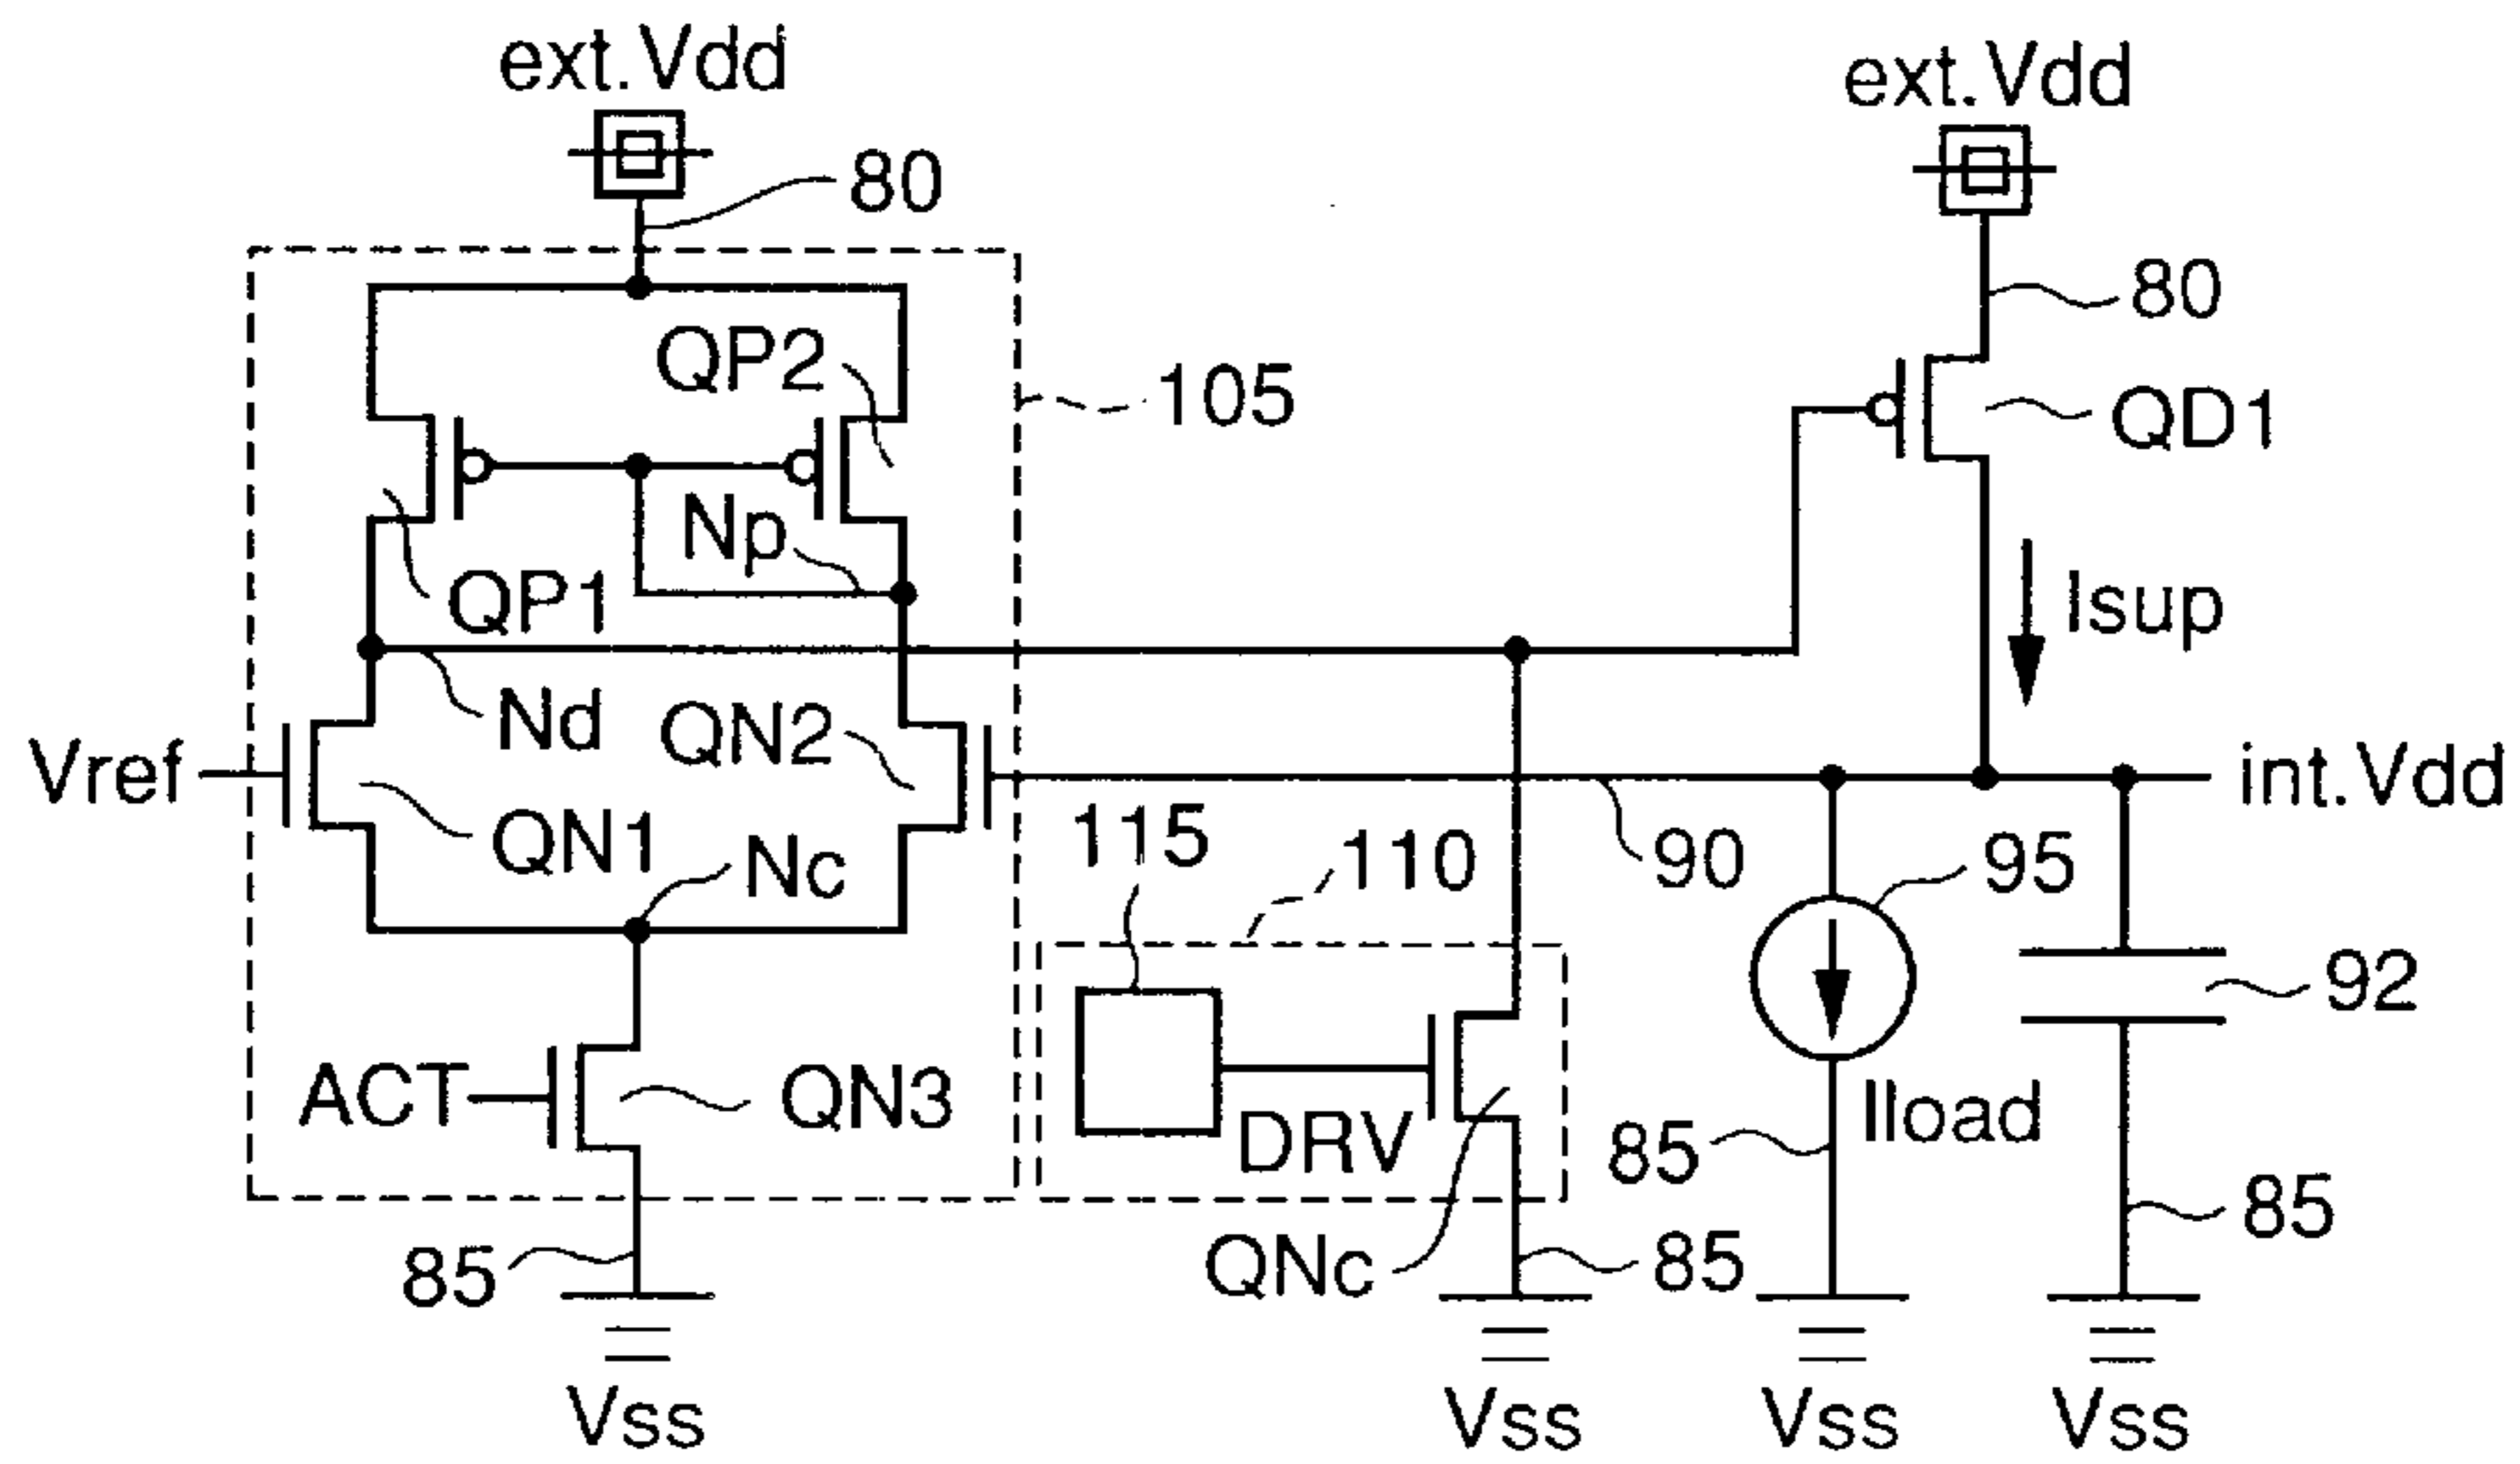 ext.Vdd
ext.Vdd
80
80
QP2
105
QD1
Np
QP1
Isup
Nd
QN2
Vref
int.Vdd
QN1
Nc
115
110
90
95
92
ACT
QN3
DRV
Iload
85
85
85
QNc
85
Vss
Vss
Vss
Vss